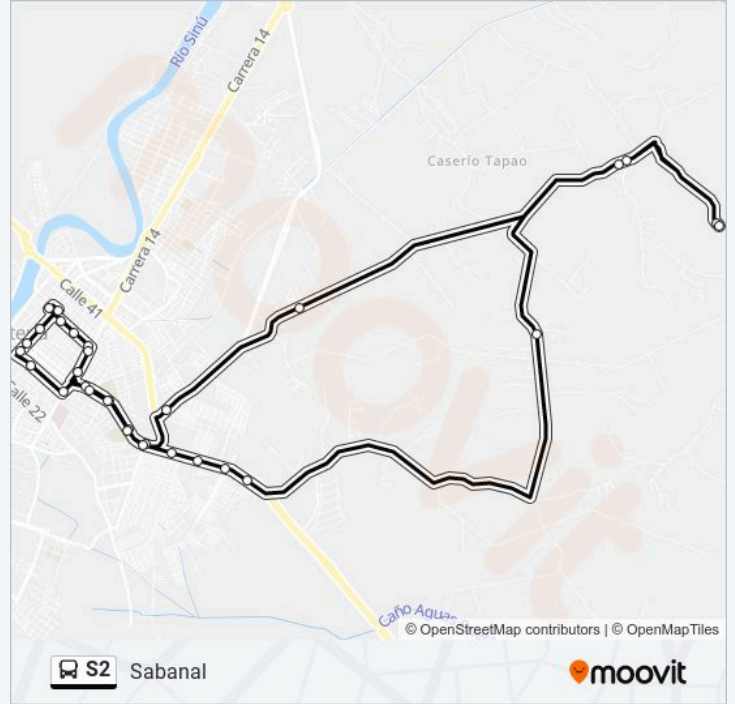 Río Sinú
Carrera 14
Caserío Tapao
Carrera 14
Calle 41
Calle 22
Caño Aguas
© OpenStreetMap contributors | © OpenMapTiles
S2 Sabanal
moovit
moovit